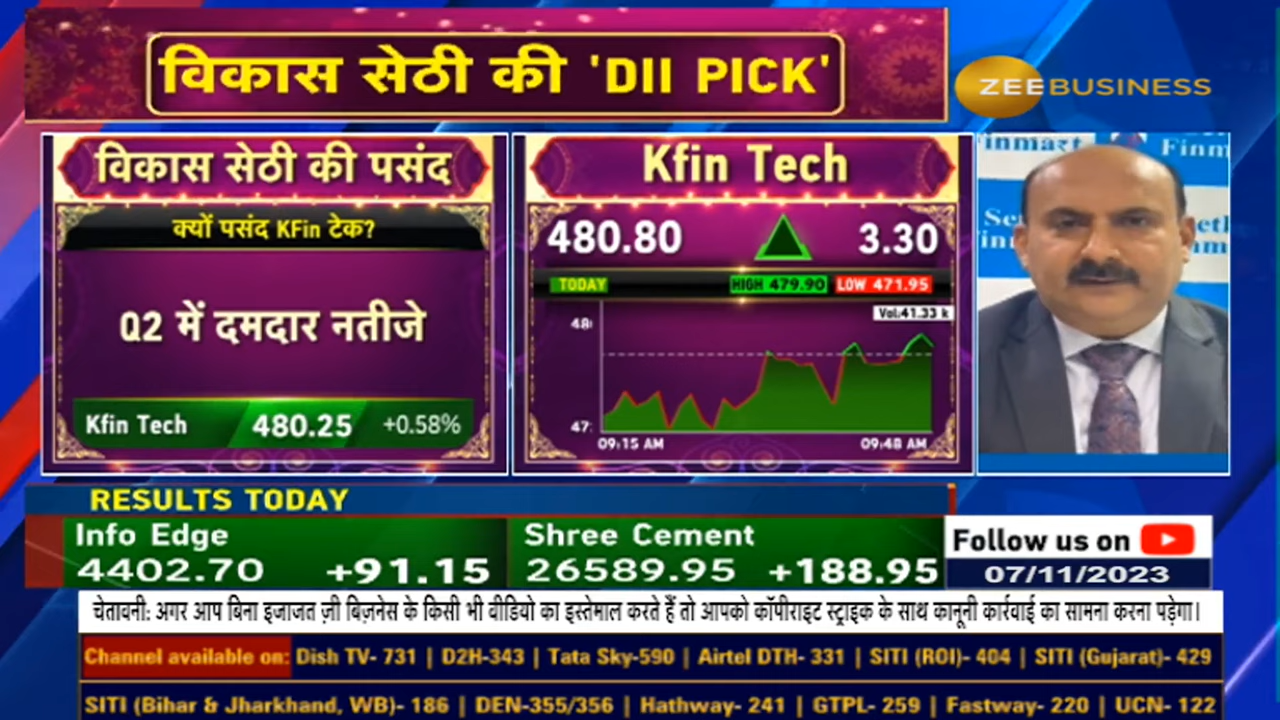 विकास सेठी की 'DII PICK'
ZEEBUSINESS
विकास सेठी की पसंद
क्यों पसंद KFin टेक?
Q2 में दमदार नतीजे
Kfin Tech 480.25 +0.58%
Kfin Tech
480.80 3.30
TODAY HIGH 479.90 LOW 471.95
Vol:41.33 k
09:15 AM 09:48 AM
RESULTS TODAY
Info Edge
4402.70 +91.15
Shree Cement
26589.95 +188.95
Follow us on
07/11/2023
चेतावनी: अगर आप बिना इजाजत ज़ी बिज़नेस के किसी भी वीडियो का इस्तेमाल करते हैं तो आपको कॉपीराइट स्ट्राइक के साथ कानूनी कार्रवाई का सामना करना पड़ेगा।
Channel available on: Dish TV- 731 | D2H-343 | Tata Sky-590 | Airtel DTH- 331 | SITI (ROI)- 404 | SITI (Gujarat)- 429
SITI (Bihar & Jharkhand, WB)- 186 | DEN-355/356 | Hathway- 241 | GTPL- 259 | Fastway- 220 | UCN- 122